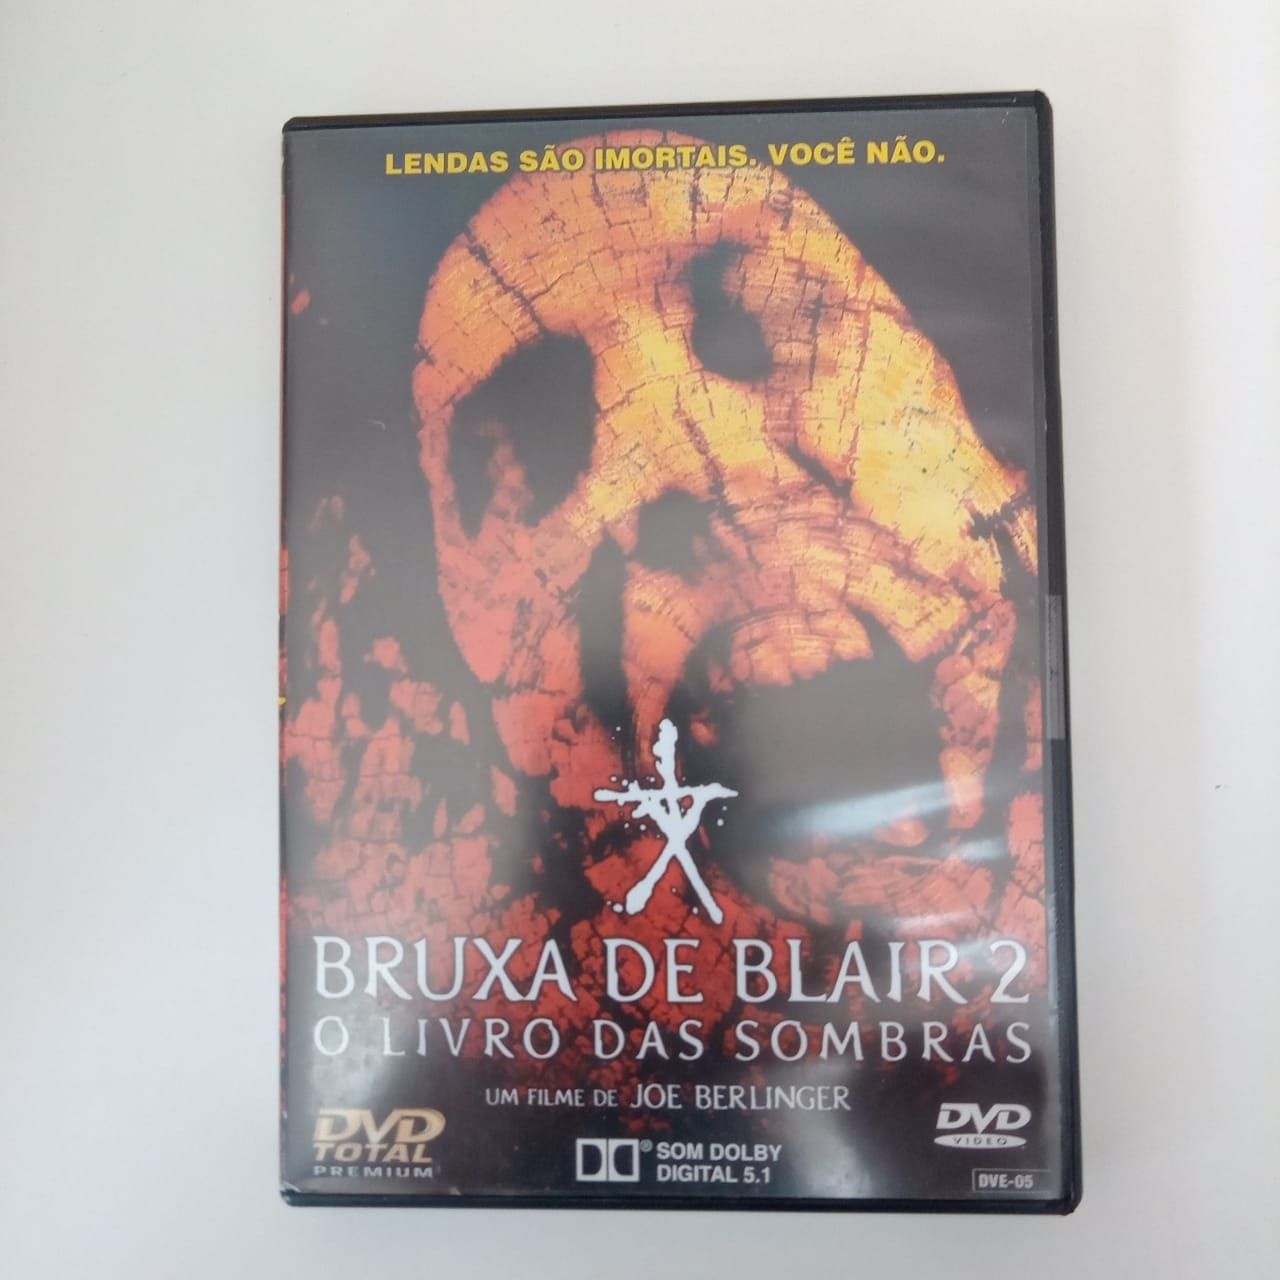 LENDAS SÃO IMORTAIS. VOCÊ NÃO.
BRUXA DE BLAIR 2
O LIVRO DAS SOMBRAS
UM FILME DE JOE BERLINGER
DVD
TOTAL
PREMIUM
® SOM DOLBY
DIGITAL 5.1
DVD
VIDEO
DVE-05